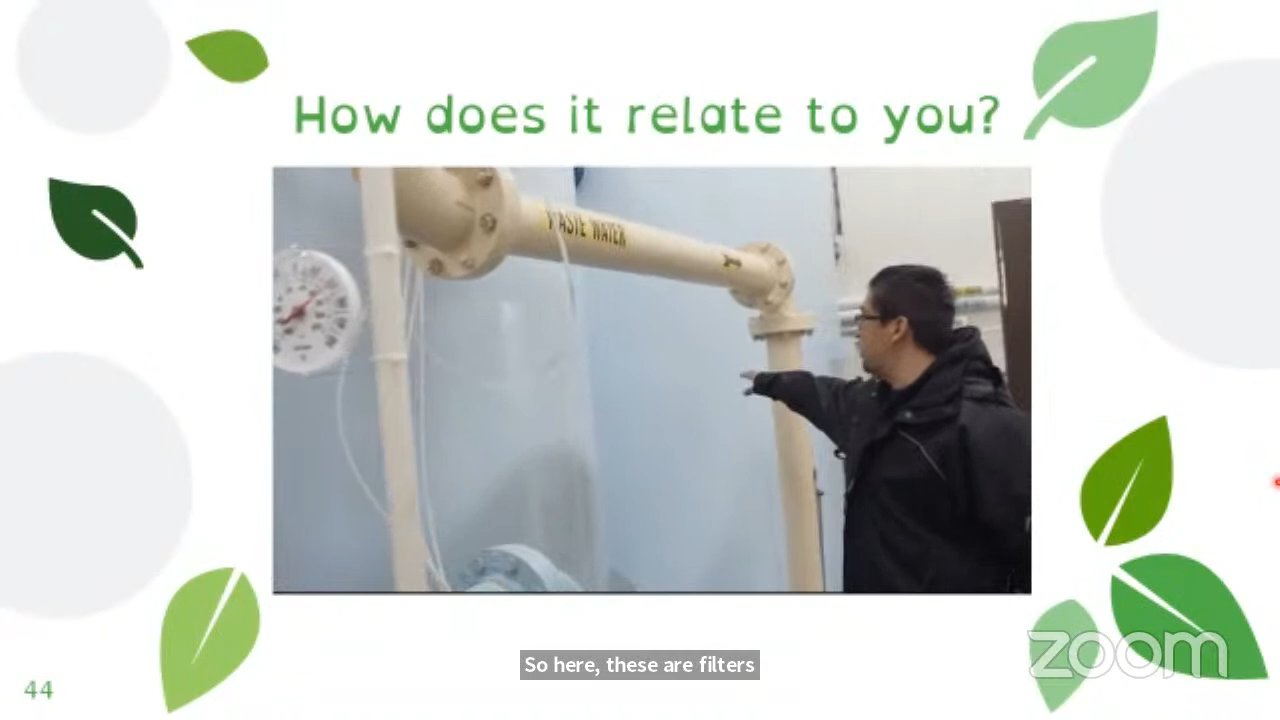 How does it relate to you?
WASTE WATER
So here, these are filters
zoom
44